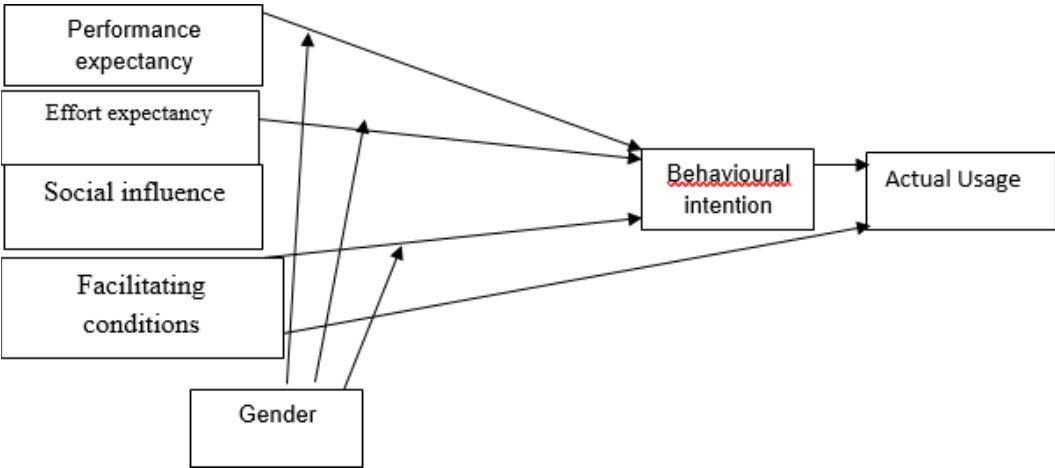 Performance
expectancy
Effort expectancy
Social influence
Facilitating
conditions
Behavioural
intention
Actual Usage
Gender